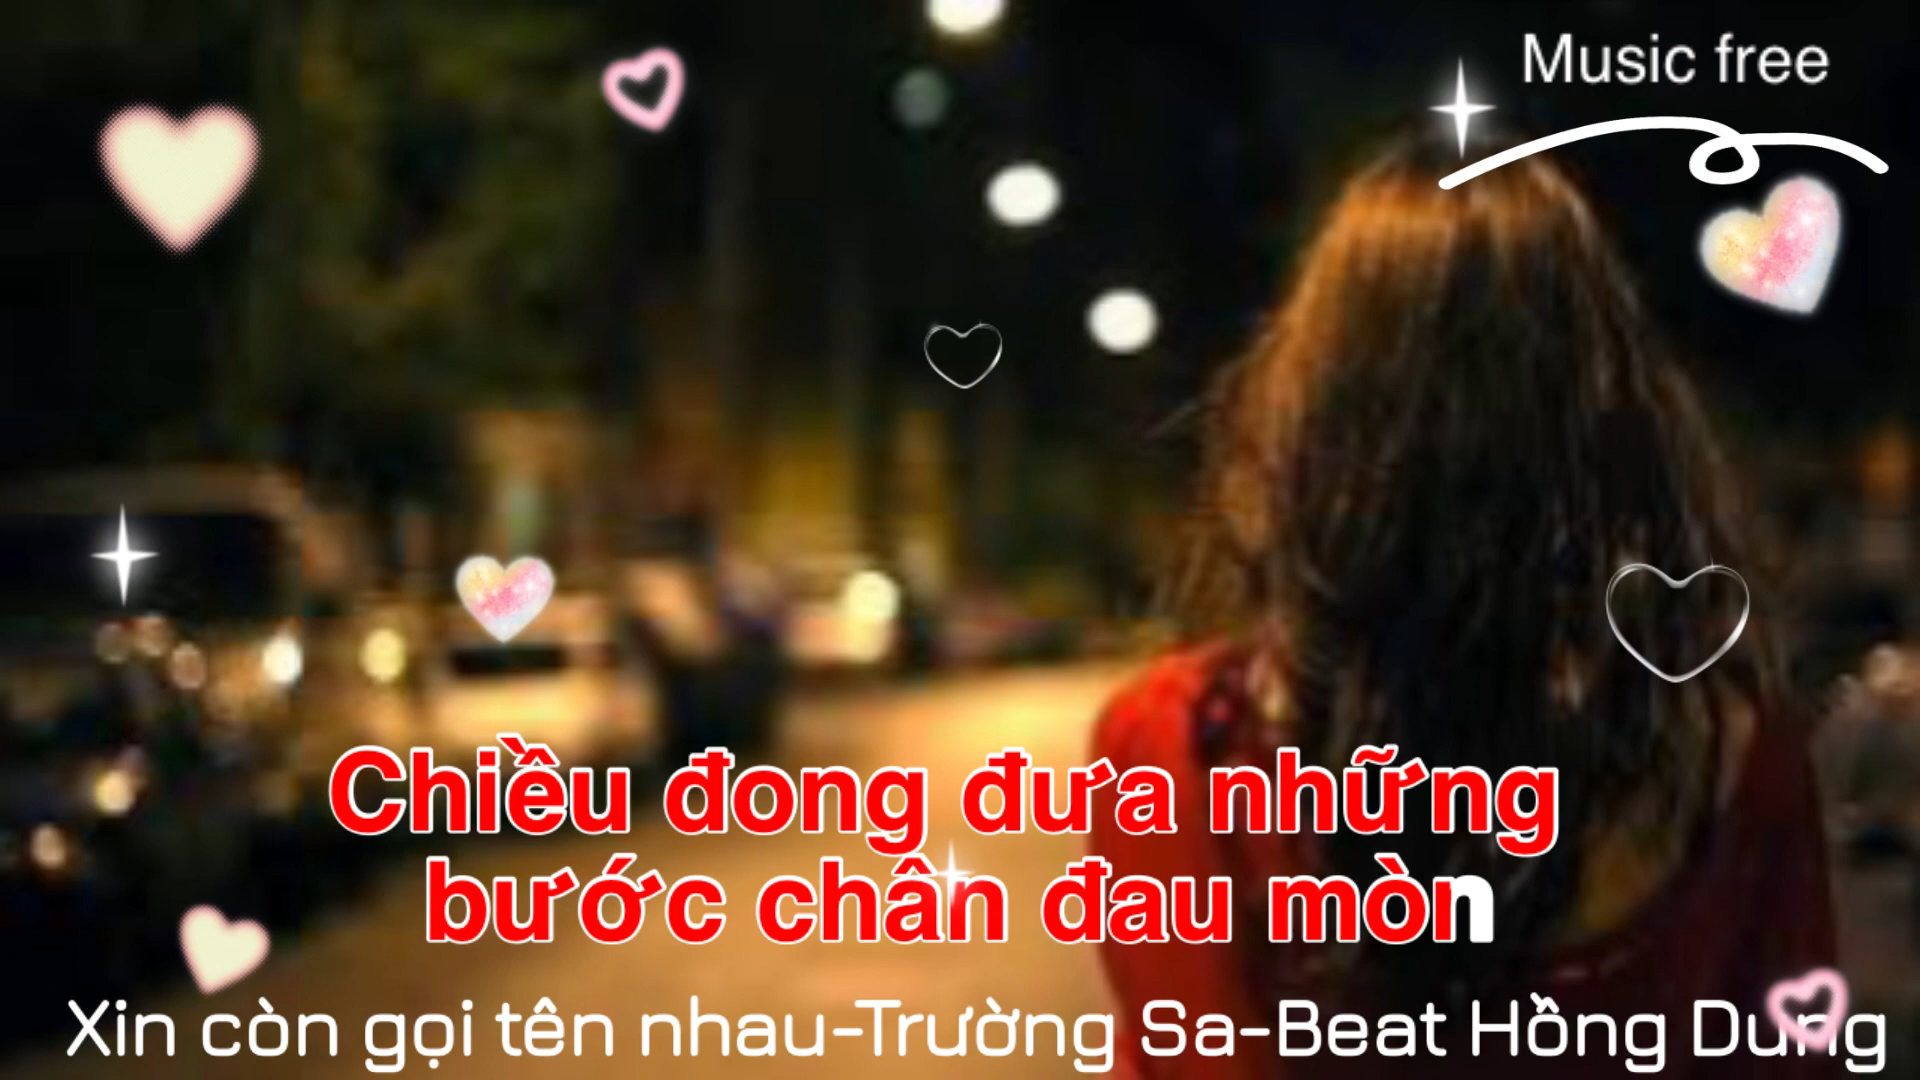 Music free
Chiều đong đưa những
bước chân đau mòn
Xin còn gọi tên nhau-Trường Sa-Beat Hồng Dung